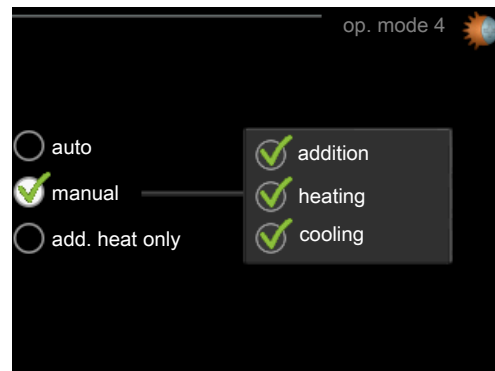 op. mode 4
auto
manual
add. heat only
addition
heating
cooling